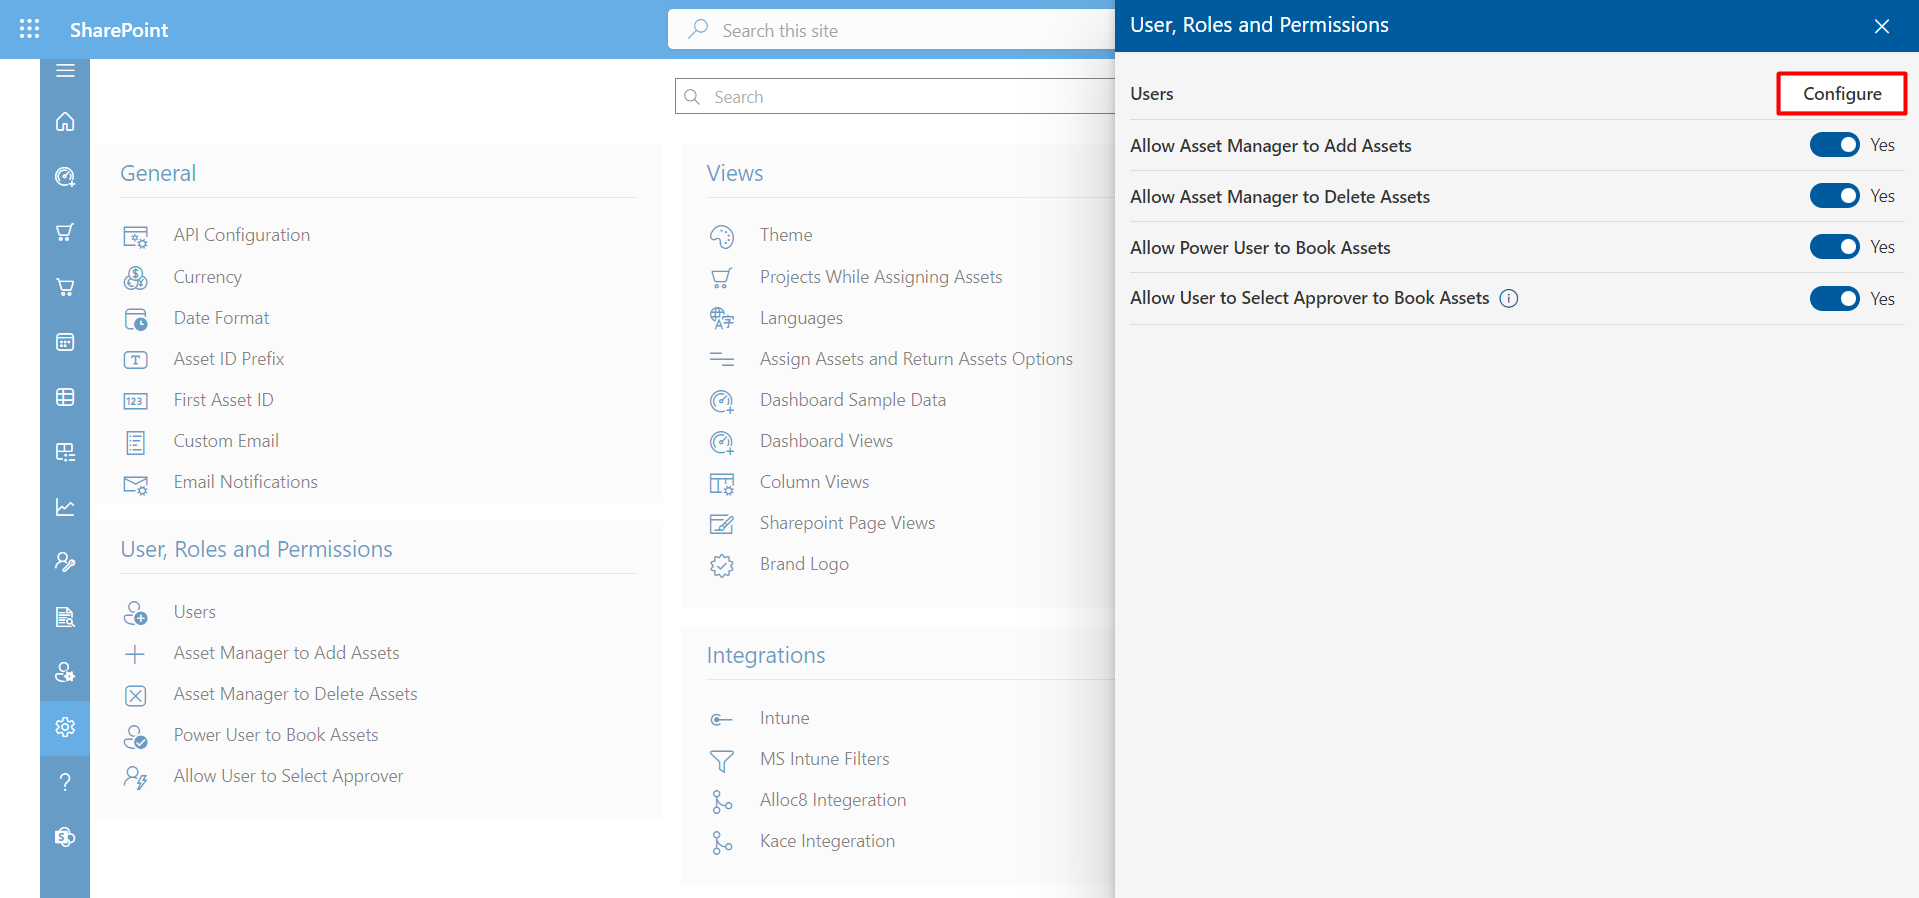 SharePoint
Search this site
Search
General
API Configuration
Currency
Date Format
Asset ID Prefix
First Asset ID
Custom Email
Email Notifications
User, Roles and Permissions
Users
Asset Manager to Add Assets
Asset Manager to Delete Assets
Power User to Book Assets
Allow User to Select Approver
Views
Theme
Projects While Assigning Assets
Languages
Assign Assets and Return Assets Options
Dashboard Sample Data
Dashboard Views
Column Views
Sharepoint Page Views
Brand Logo
Integrations
Intune
MS Intune Filters
Alloc8 Integeration
Kace Integeration
User, Roles and Permissions
Users Configure
Allow Asset Manager to Add Assets Yes
Allow Asset Manager to Delete Assets Yes
Allow Power User to Book Assets Yes
Allow User to Select Approver to Book Assets Yes